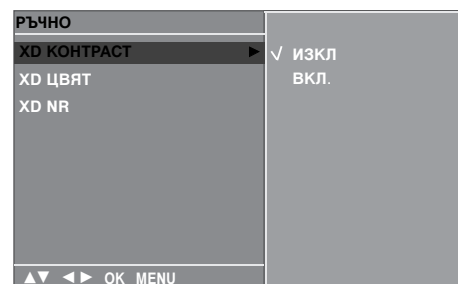 РЪЧНО
XD КОНТРАСТ ► √ ИЗКЛ
XD ЦВЯТ ВКЛ.
XD NR
▲▼ ◄► OK MENU